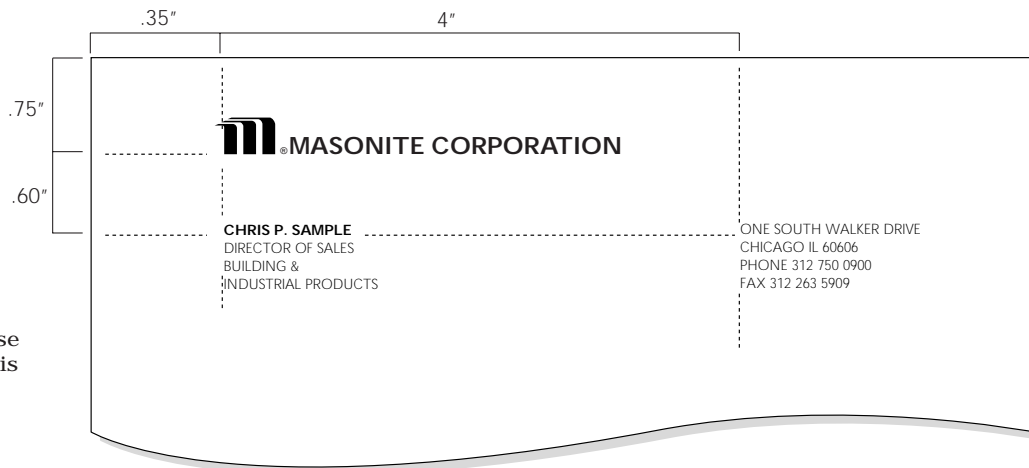 .35" 4"
.75"
.60"
m® MASONITE CORPORATION
CHRIS P. SAMPLE
DIRECTOR OF SALES
BUILDING &
INDUSTRIAL PRODUCTS
ONE SOUTH WALKER DRIVE
CHICAGO IL 60606
PHONE 312 750 0900
FAX 312 263 5909
is